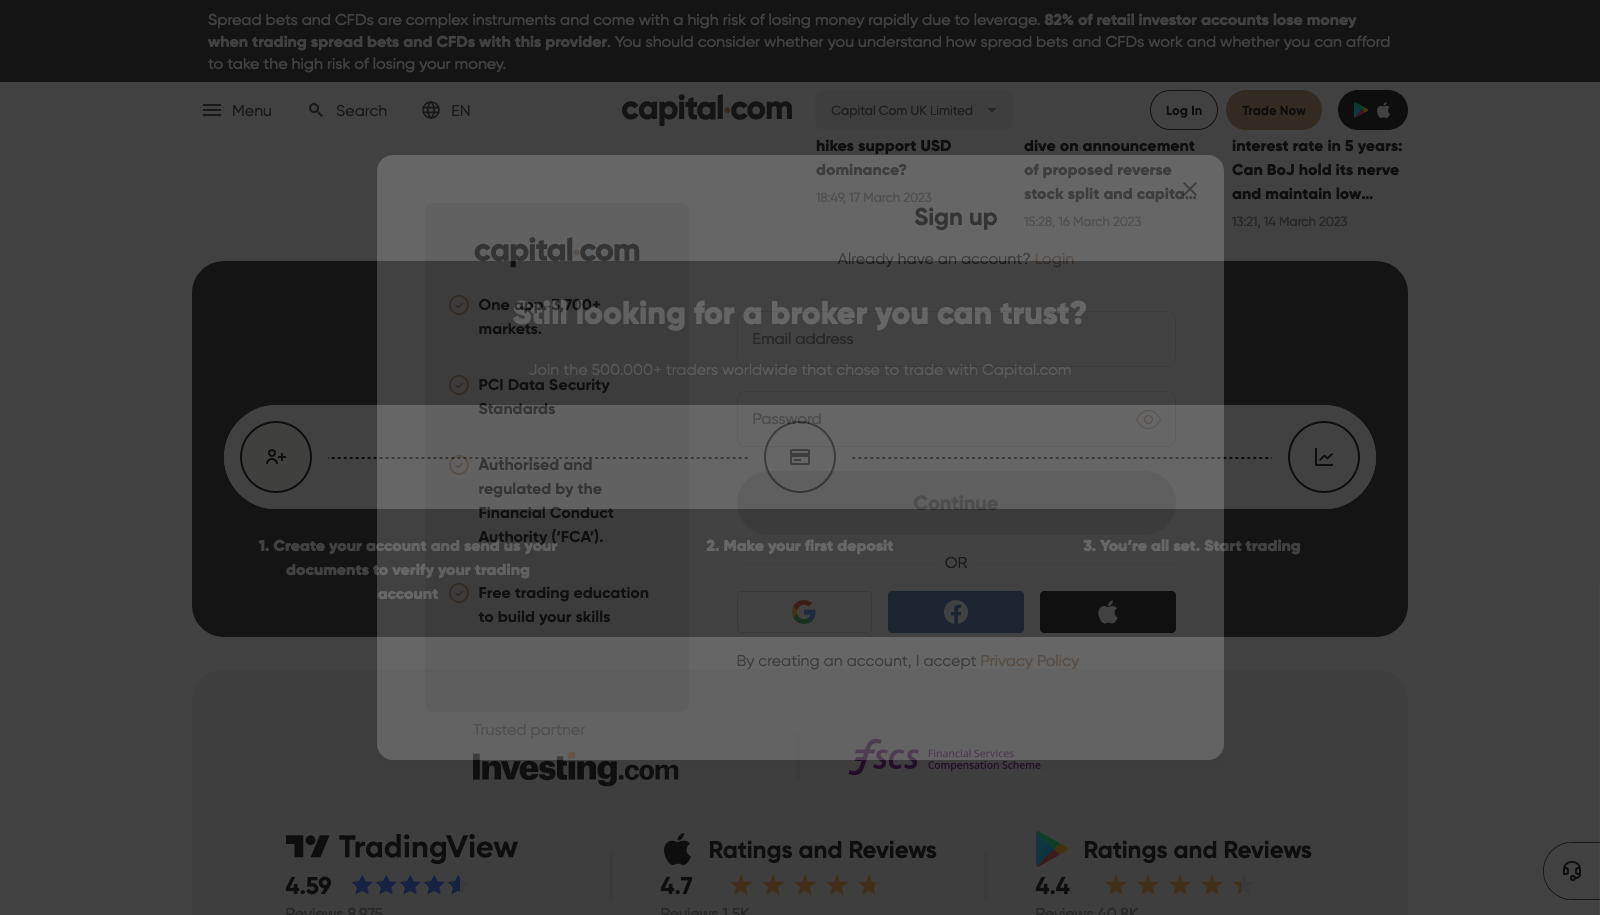 Spread bets and CFDs are complex instruments and come with a high risk of losing money rapidly due to leverage. 82% of retail investor accounts lose money
when trading spread bets and CFDs with this provider. You should consider whether you understand how spread bets and CFDs work and whether you can afford
to take the high risk of losing your money.
Menu
Search
EN
capital.com
Capital Com UK Limited
Log In
Trade Now
hikes support USD
dominance?
18:49, 17 March 2023
dive on announcement
of proposed reverse
stock split and capita...
15:28, 16 March 2023
interest rate in 5 years:
Can BoJ hold its nerve
and maintain low...
13:21, 14 March 2023
capital.com
One app. 3,700+
markets.
PCI Data Security
Standards
Authorised and
regulated by the
Financial Conduct
Authority ('FCA').
Free trading education
to build your skills
Sign up
Already have an account? Login
Email address
Password
Continue
OR
By creating an account, I accept Privacy Policy
Still looking for a broker you can trust?
Join the 500.000+ traders worldwide that chose to trade with Capital.com
1. Create your account and send us your
documents to verify your trading
account
2. Make your first deposit
3. You're all set. Start trading
Trusted partner
Investing.com
fscs
Financial Services
Compensation Scheme
TradingView
4.59
Reviews 8,975
Ratings and Reviews
4.7
Reviews 1.5K
Ratings and Reviews
4.4
Reviews 40.8K